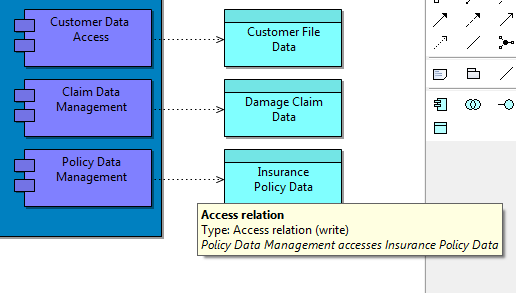 Customer Data
Access
Customer File
Data
Claim Data
Management
Damage Claim
Data
Policy Data
Management
Insurance
Policy Data
Access relation
Type: Access relation (write)
Policy Data Management accesses Insurance Policy Data